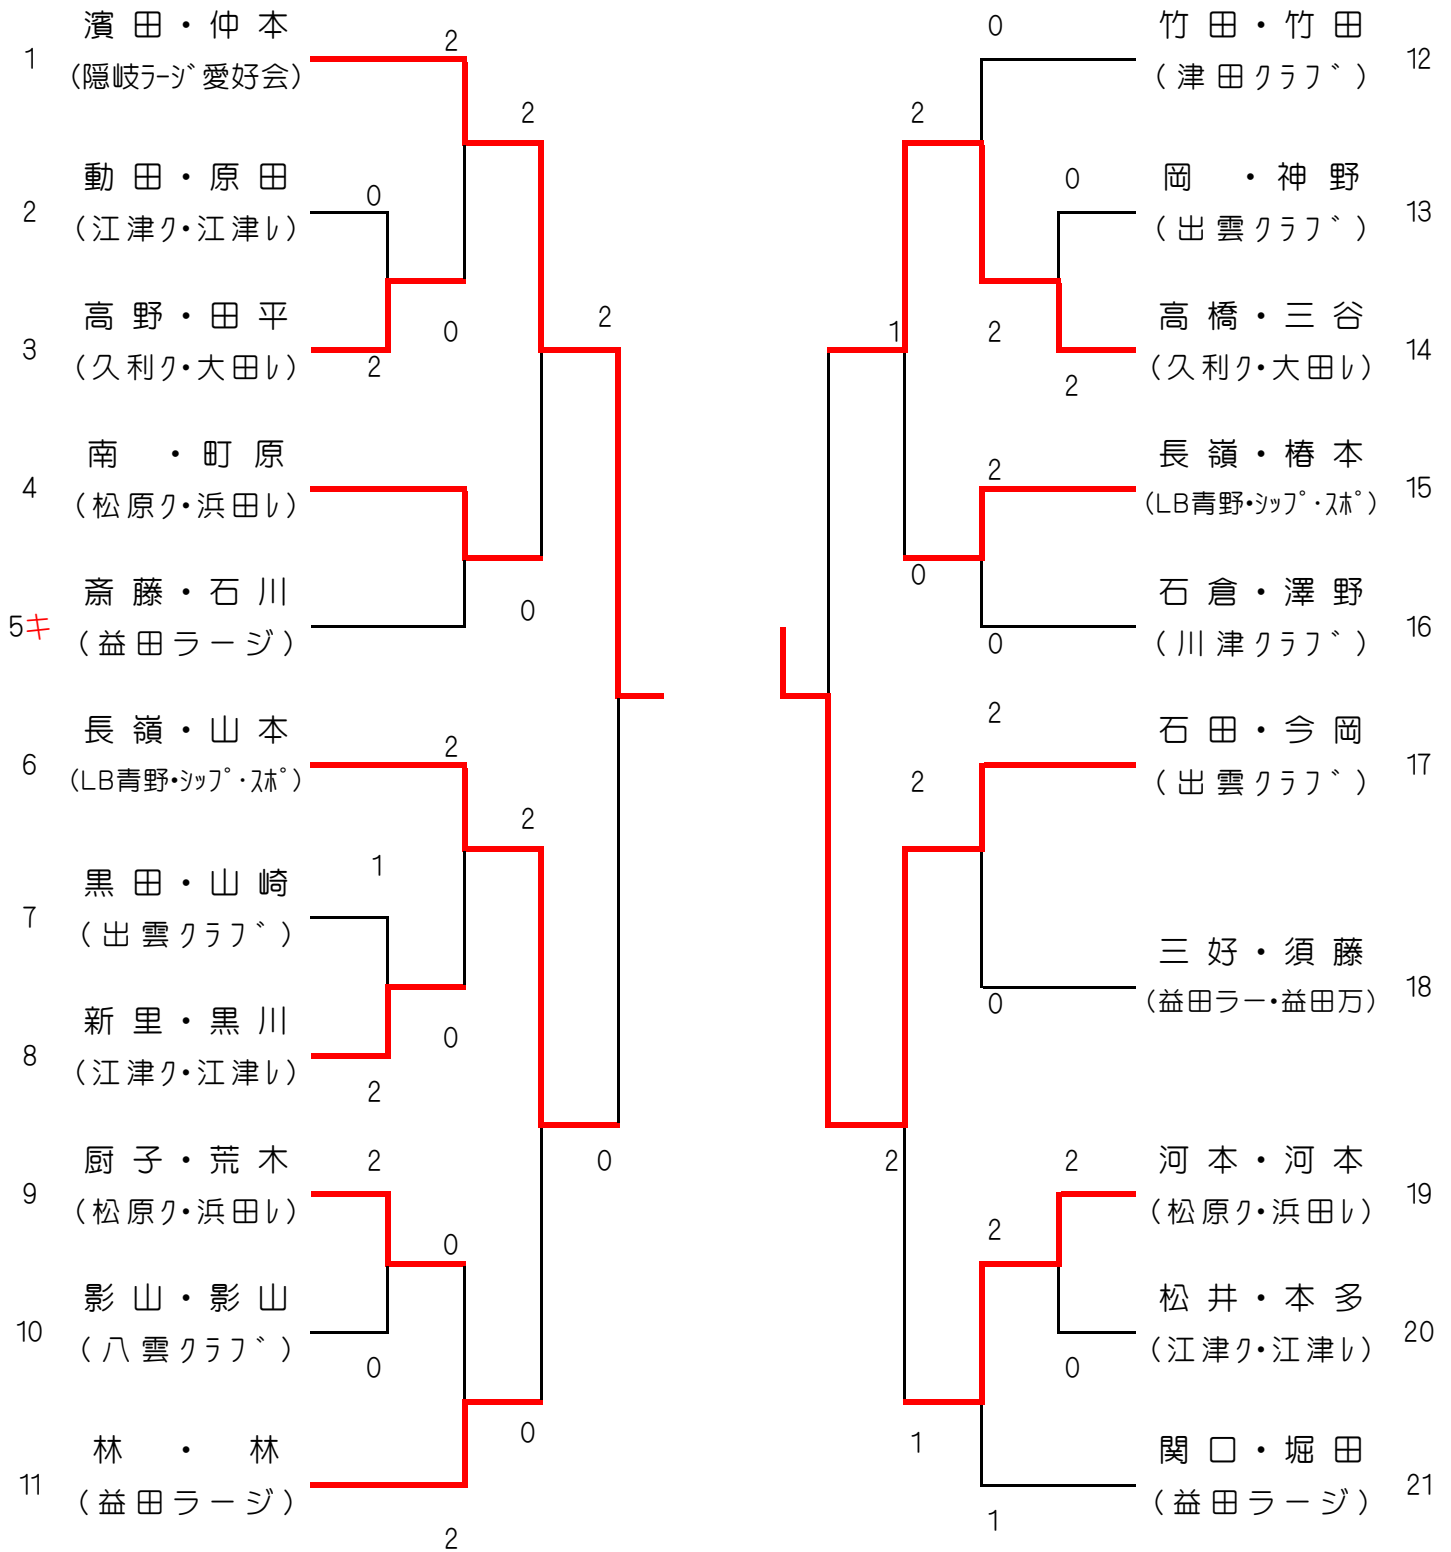 濱田・仲本
1
(隠岐ﾗｰｼﾞ愛好会)
2
2
動田・原田
2
(江津ｸ・江津ﾚ)
0
高野・田平
3
(久利ｸ・大田ﾚ)
2
0
2
南　・町原
4
(松原ｸ・浜田ﾚ)
斎藤・石川
5キ
(益田ラージ)
0
長嶺・山本
6
(LB青野・ｼｯﾌﾟ・ｽﾎﾟ)
2
2
黒田・山崎
7
(出雲ｸﾗﾌﾞ)
1
新里・黒川
8
(江津ｸ・江津ﾚ)
2
0
厨子・荒木
9
(松原ｸ・浜田ﾚ)
2
0
0
影山・影山
10
(八雲ｸﾗﾌﾞ)
0
林　・　林
11
(益田ラージ)
2
0
竹田・竹田
12
(津田ｸﾗﾌﾞ)
0
2
岡　・神野
13
(出雲ｸﾗﾌﾞ)
0
高橋・三谷
14
(久利ｸ・大田ﾚ)
2
2
1
長嶺・椿本
15
(LB青野・ｼｯﾌﾟ・ｽﾎﾟ)
2
0
石倉・澤野
16
(川津ｸﾗﾌﾞ)
0
石田・今岡
17
(出雲ｸﾗﾌﾞ)
2
2
三好・須藤
18
(益田ラー・益田万)
0
河本・河本
19
(松原ｸ・浜田ﾚ)
2
2
2
松井・本多
20
(江津ｸ・江津ﾚ)
0
関口・堀田
21
(益田ラージ)
1
1